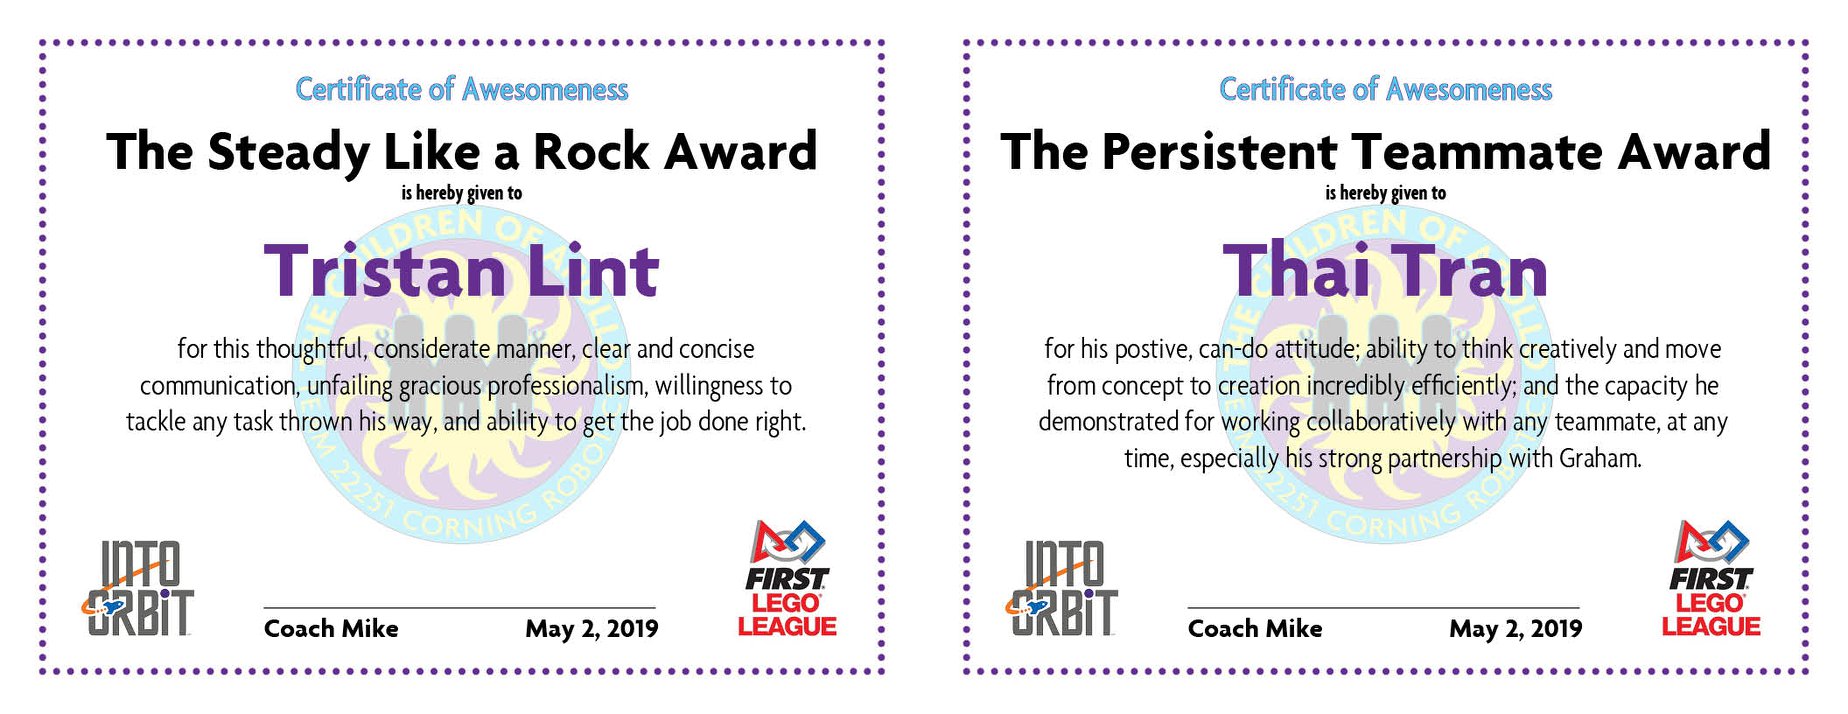 Certificate of Awesomeness
The Steady Like a Rock Award
is hereby given to
Tristan Lint
for this thoughtful, considerate manner, clear and concise
communication, unfailing gracious professionalism, willingness to
tackle any task thrown his way, and ability to get the job done right.
THE CHILDREN OF APOLLO
TEAM 22251 CORNING ROBOTICS
INTO
ORBIT
Coach Mike
May 2, 2019
FIRST
LEGO
LEAGUE
Certificate of Awesomeness
The Persistent Teammate Award
is hereby given to
Thai Tran
for his postive, can-do attitude; ability to think creatively and move
from concept to creation incredibly efficiently; and the capacity he
demonstrated for working collaboratively with any teammate, at any
time, especially his strong partnership with Graham.
THE CHILDREN OF APOLLO
TEAM 22251 CORNING ROBOTICS
INTO
ORBIT
Coach Mike
May 2, 2019
FIRST
LEGO
LEAGUE